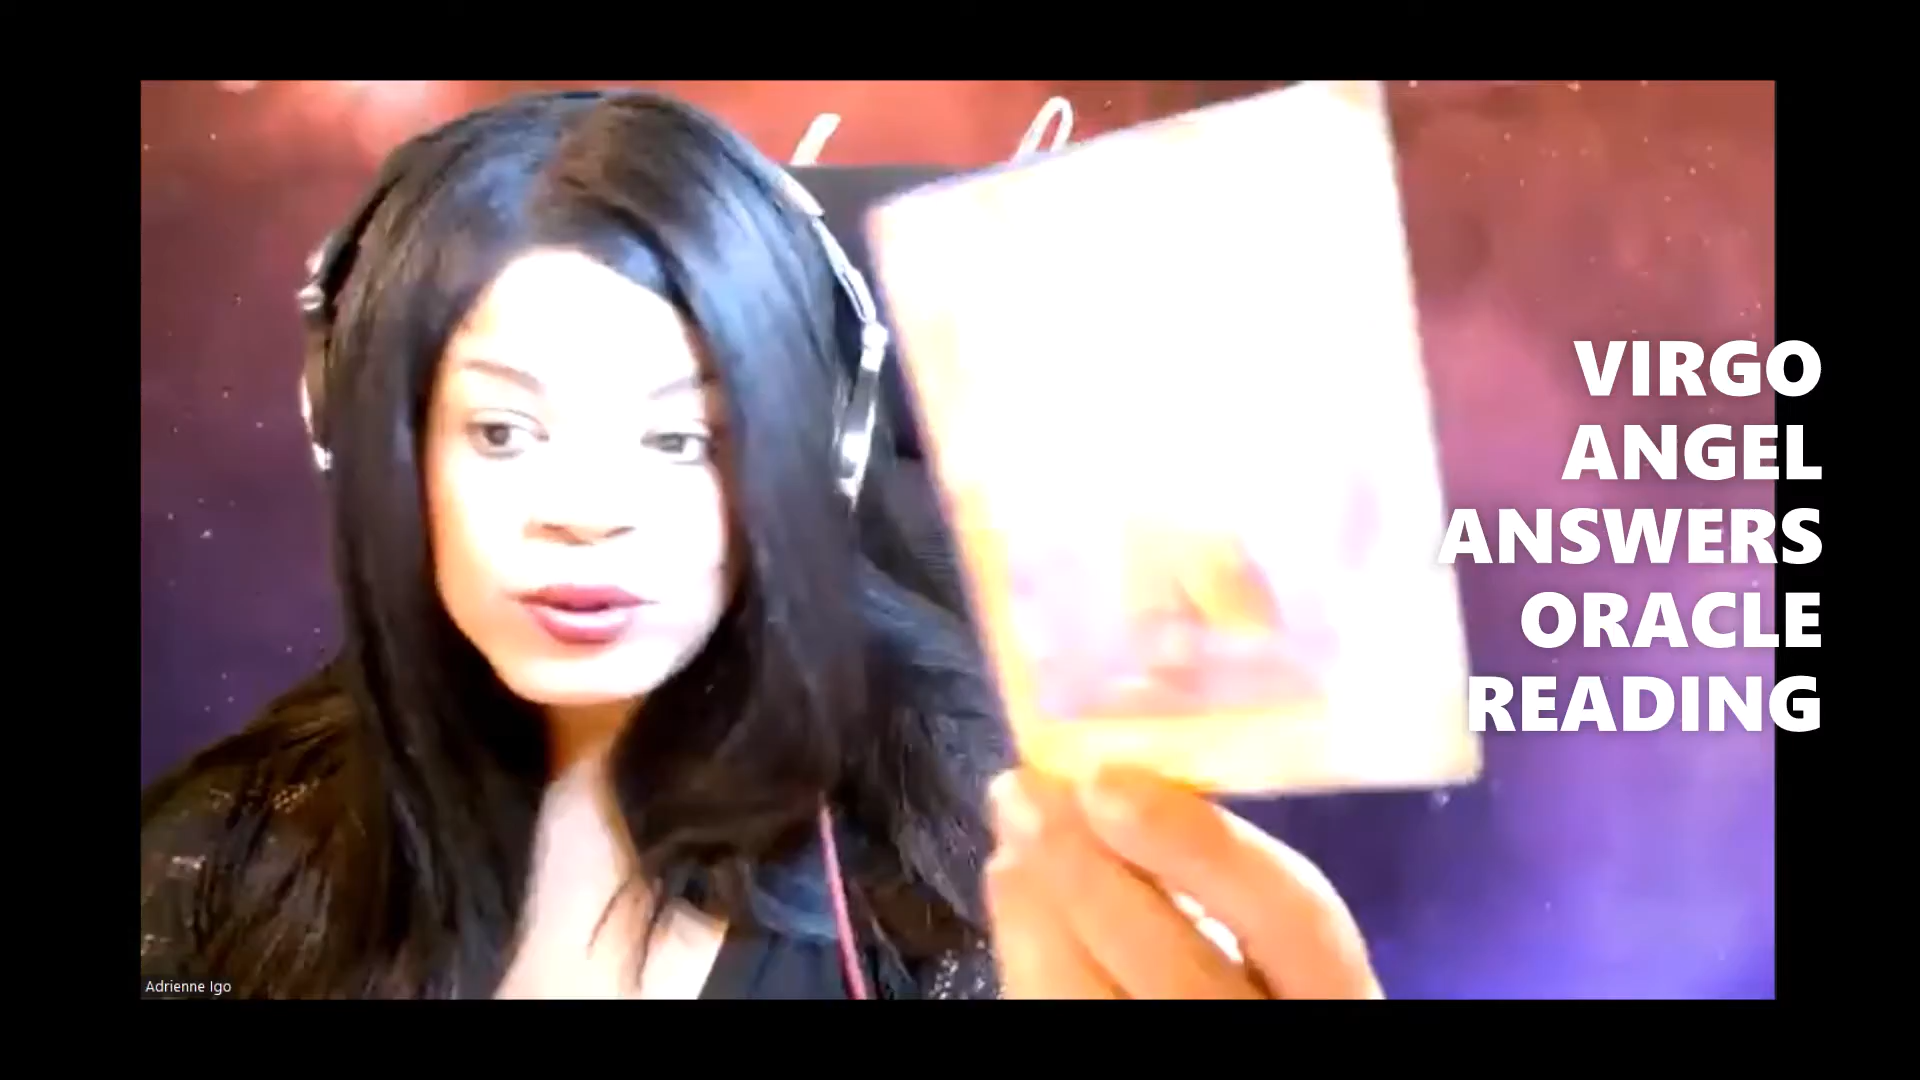 VIRGO
ANGEL
ANSWERS
ORACLE
READING
Adrienne Igo